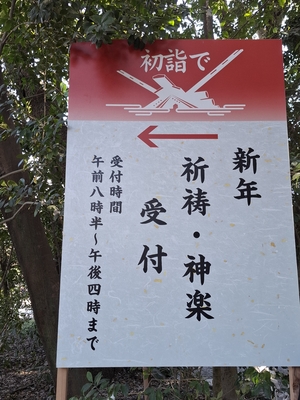 初詣で
新年
祈祷・神楽
受付
受付時間
午前八時半～午後四時まで